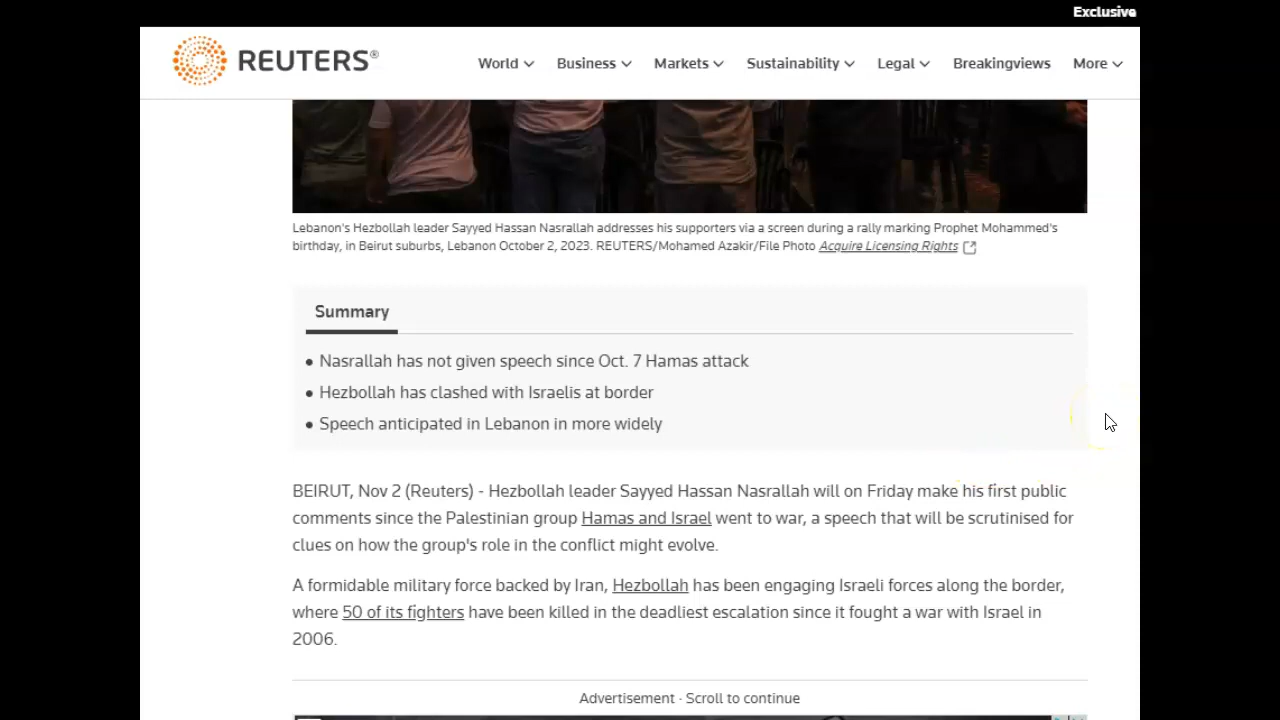 Exclusive
REUTERS®
World Business Markets Sustainability Legal Breakingviews More
Lebanon's Hezbollah leader Sayyed Hassan Nasrallah addresses his supporters via a screen during a rally marking Prophet Mohammed's
birthday, in Beirut suburbs, Lebanon October 2, 2023. REUTERS/Mohamed Azakir/File Photo Acquire Licensing Rights
Summary
• Nasrallah has not given speech since Oct. 7 Hamas attack
• Hezbollah has clashed with Israelis at border
• Speech anticipated in Lebanon in more widely
BEIRUT, Nov 2 (Reuters) - Hezbollah leader Sayyed Hassan Nasrallah will on Friday make his first public
comments since the Palestinian group Hamas and Israel went to war, a speech that will be scrutinised for
clues on how the group's role in the conflict might evolve.
A formidable military force backed by Iran, Hezbollah has been engaging Israeli forces along the border,
where 50 of its fighters have been killed in the deadliest escalation since it fought a war with Israel in
2006.
Advertisement · Scroll to continue